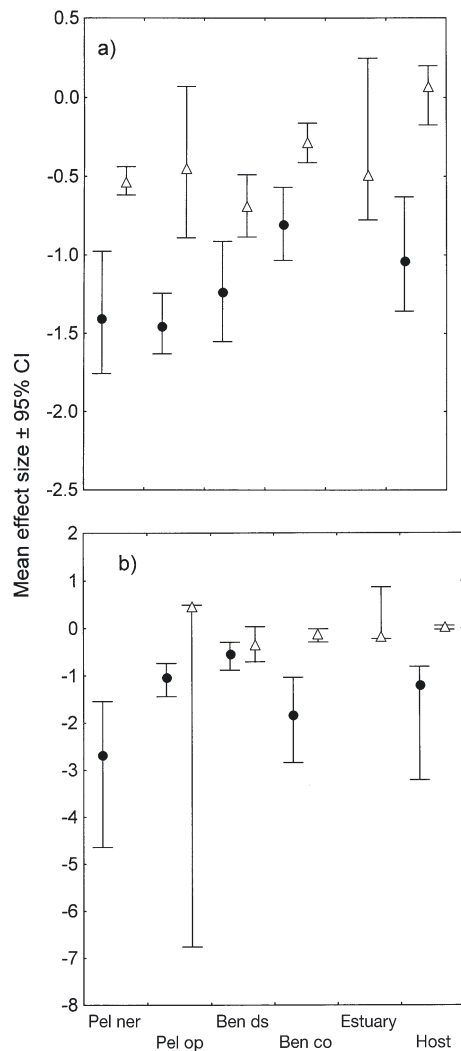 a)
0.5
0.0
-0.5
-1.0
-1.5
-2.0
-2.5
Mean effect size ± 95% CI
b)
2
1
0
-1
-2
-3
-4
-5
-6
-7
-8
Pel ner
Pel op
Ben ds
Ben co
Estuary
Host